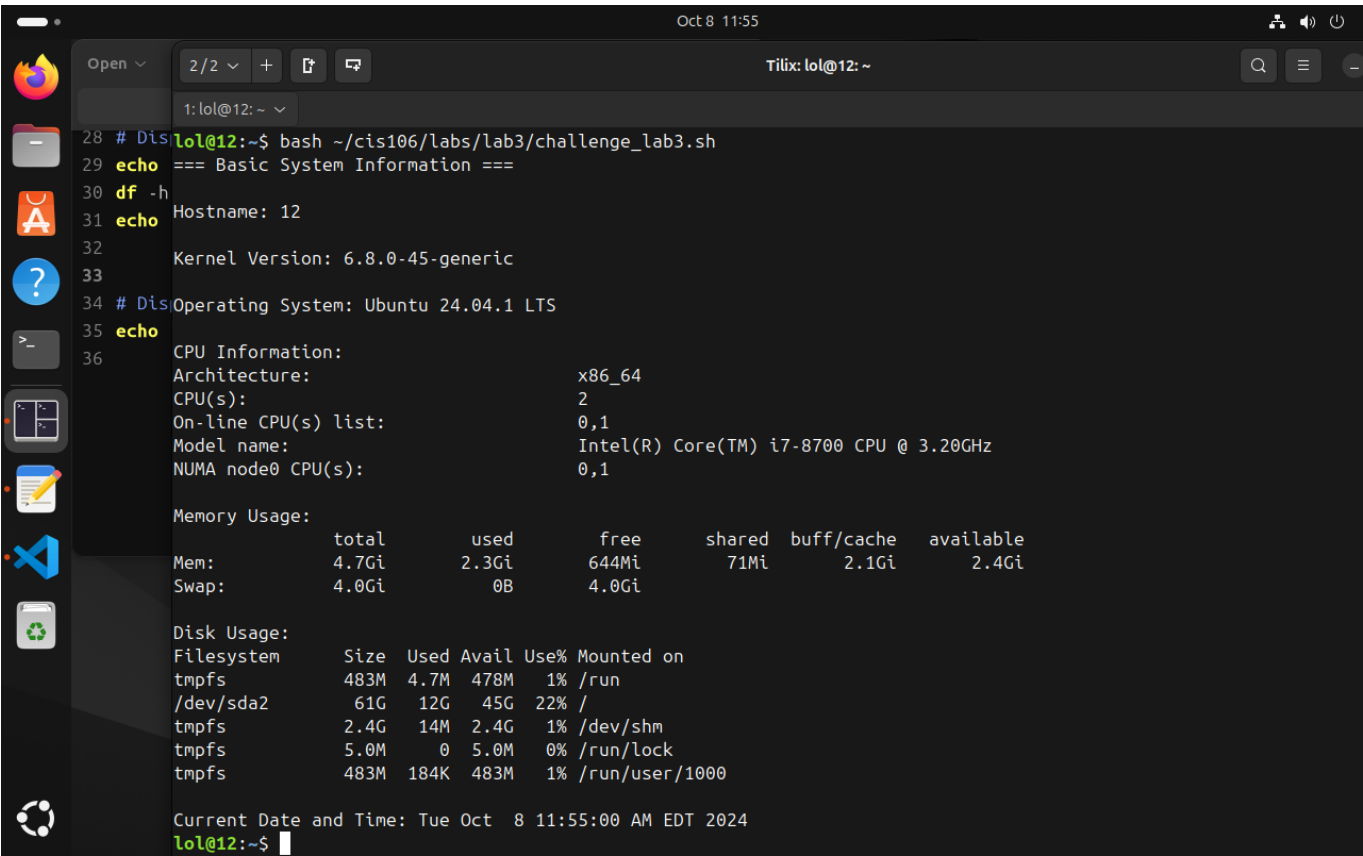 Oct 8 11:55
Open
2/2
Tilix: lol@12: ~
1: lol@12: ~
28 # Dis
29 echo
30 df -h
31 echo
32
33
34 # Dis
35 echo
36
lol@12:~$ bash ~/cis106/labs/lab3/challenge_lab3.sh
=== Basic System Information ===
Hostname: 12
Kernel Version: 6.8.0-45-generic
Operating System: Ubuntu 24.04.1 LTS
CPU Information:
Architecture: x86_64
CPU(s): 2
On-line CPU(s) list: 0,1
Model name: Intel(R) Core(TM) i7-8700 CPU @ 3.20GHz
NUMA node0 CPU(s): 0,1
Memory Usage:
total used free shared buff/cache available
Mem: 4.7Gi 2.3Gi 644Mi 71Mi 2.1Gi 2.4Gi
Swap: 4.0Gi 0B 4.0Gi
Disk Usage:
Filesystem Size Used Avail Use% Mounted on
tmpfs 483M 4.7M 478M 1% /run
/dev/sda2 61G 12G 45G 22% /
tmpfs 2.4G 14M 2.4G 1% /dev/shm
tmpfs 5.0M 0 5.0M 0% /run/lock
tmpfs 483M 184K 483M 1% /run/user/1000
Current Date and Time: Tue Oct 8 11:55:00 AM EDT 2024
lol@12:~$